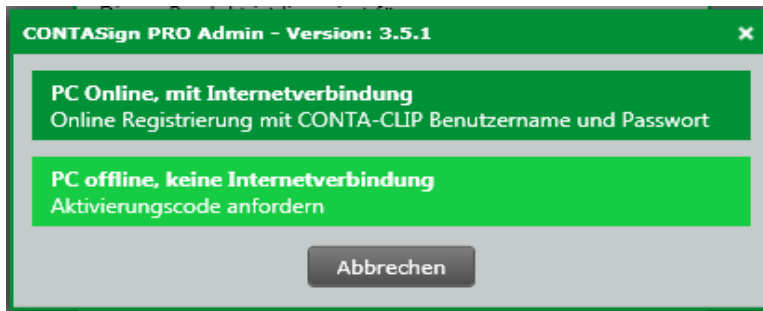 CONTASign PRO Admin - Version: 3.5.1
PC Online, mit Internetverbindung
Online Registrierung mit CONTA-CLIP Benutzername und Passwort
PC offline, keine Internetverbindung
Aktivierungscode anfordern
Abbrechen